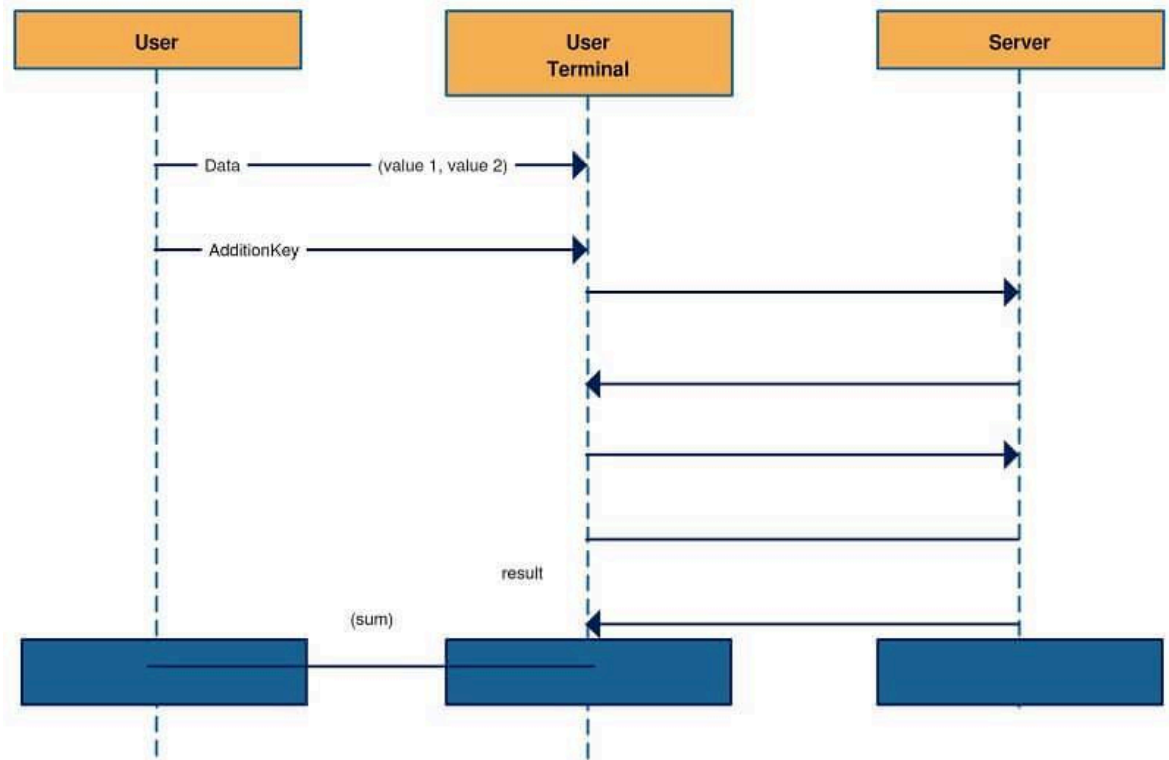 User
User
Terminal
Server
Data
(value 1, value 2)
AdditionKey
result
(sum)